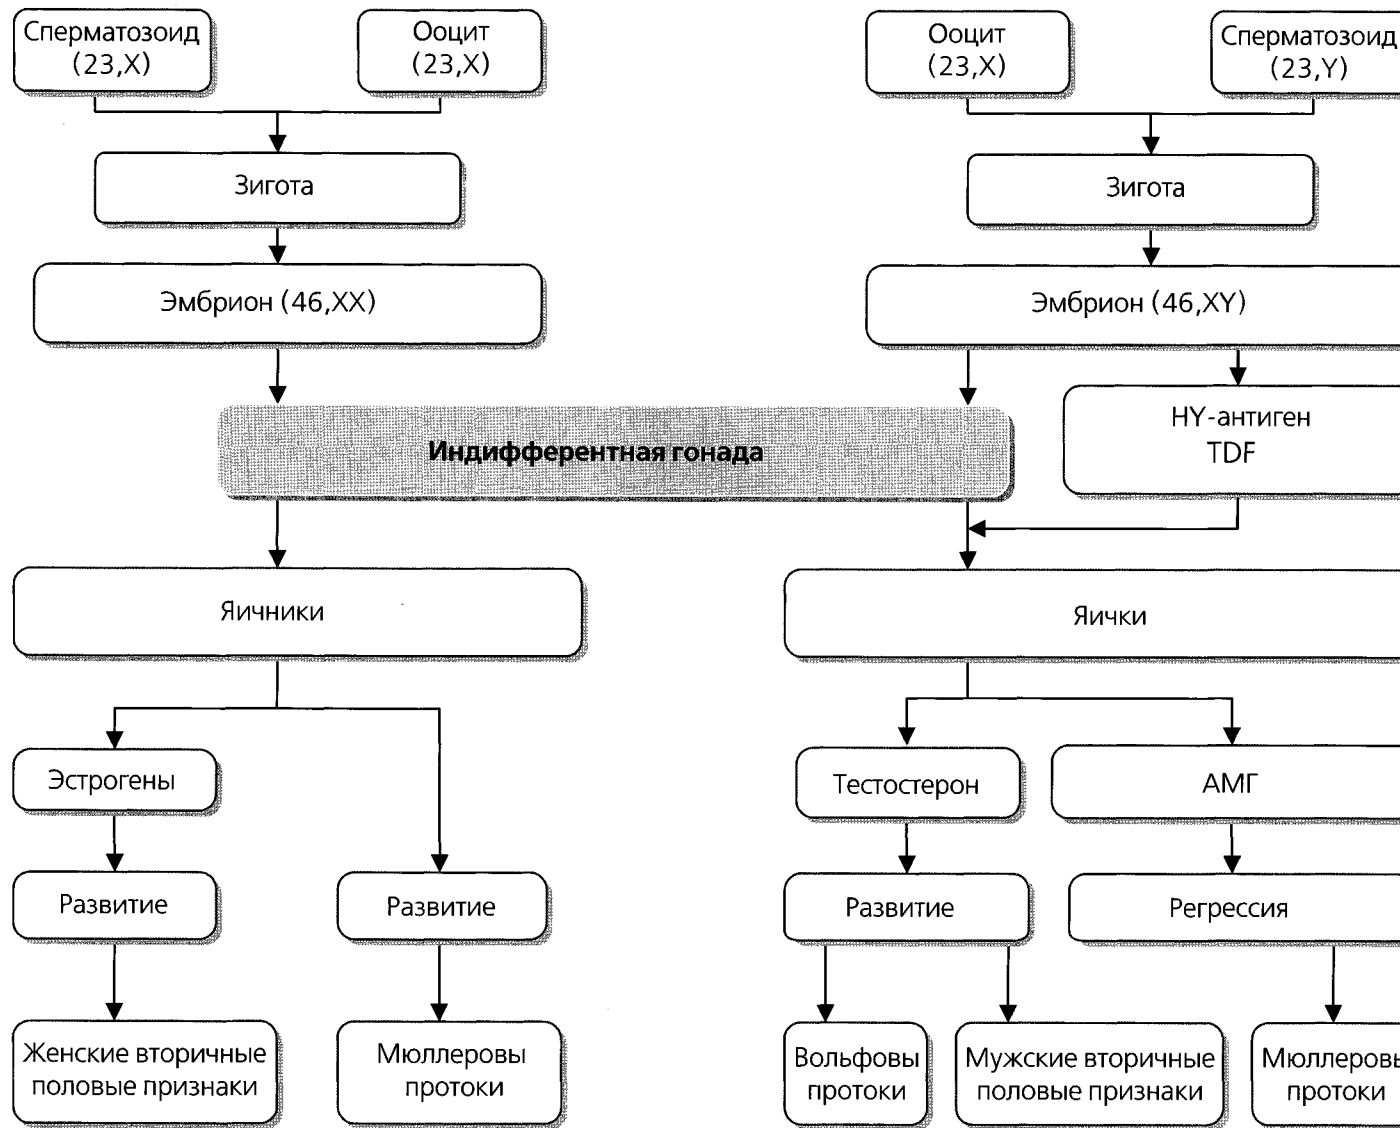 Сперматозоид
(23,X)
Ооцит
(23,X)
Ооцит
(23,X)
Сперматозоид
(23,Y)
Зигота
Зигота
Эмбрион (46,XX)
Эмбрион (46,XY)
Индифферентная гонада
HY-антиген
TDF
Яичники
Яички
Эстрогены
Тестостерон
АМГ
Развитие
Развитие
Развитие
Регрессия
Женские вторичные
половые признаки
Мюллеровы
протоки
Вольфовы
протоки
Мужские вторичные
половые признаки
Мюллеровы
протоки